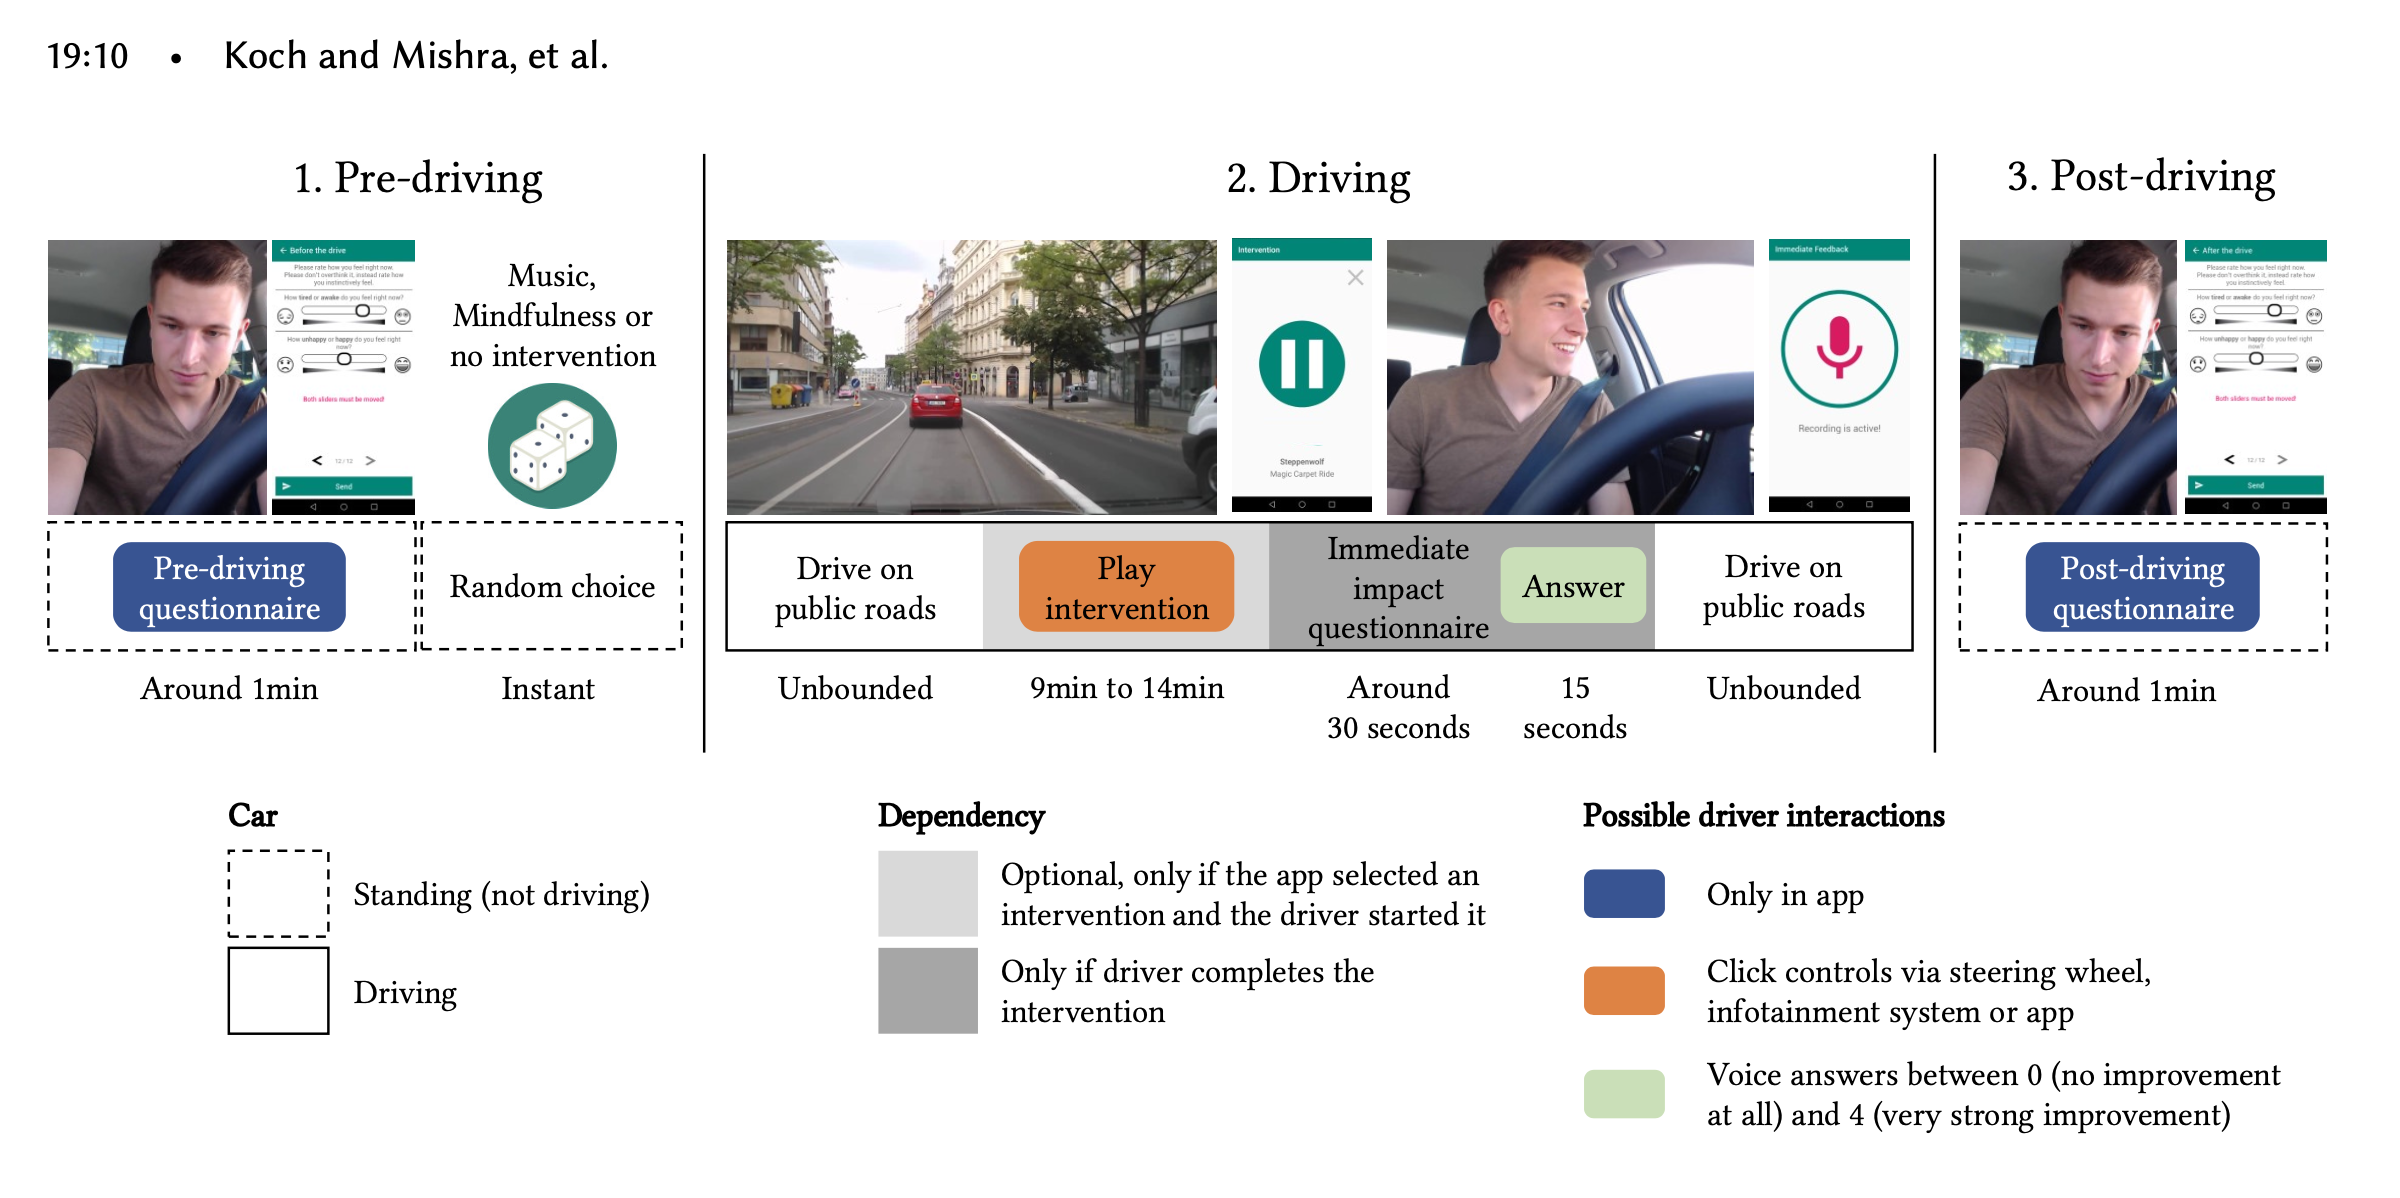 19:10 • Koch and Mishra, et al.
1. Pre-driving
2. Driving
3. Post-driving
← Before the drive
Please rate how you feel right now.
Please don't overthink it, instead rate how
you instinctively feel.
How tired or awake do you feel right now?
How unhappy or happy do you feel right
now?
Both sliders must be moved!
< 12 / 12 >
Send
Music,
Mindfulness or
no intervention
Intervention
Steppenwolf
Magic Carpet Ride
Immediate Feedback
Recording is active!
← After the drive
Please rate how you feel right now.
Please don't overthink it, instead rate how
you instinctively feel.
How tired or awake do you feel right now?
How unhappy or happy do you feel right
now?
Both sliders must be moved!
< 12 / 12 >
Send
Pre-driving
questionnaire
Random choice
Drive on
public roads
Play
intervention
Immediate
impact
questionnaire
Answer
Drive on
public roads
Post-driving
questionnaire
Around 1min
Instant
Unbounded
9min to 14min
Around
30 seconds
15
seconds
Unbounded
Around 1min
Car
Standing (not driving)
Driving
Dependency
Optional, only if the app selected an
intervention and the driver started it
Only if driver completes the
intervention
Possible driver interactions
Only in app
Click controls via steering wheel,
infotainment system or app
Voice answers between 0 (no improvement
at all) and 4 (very strong improvement)